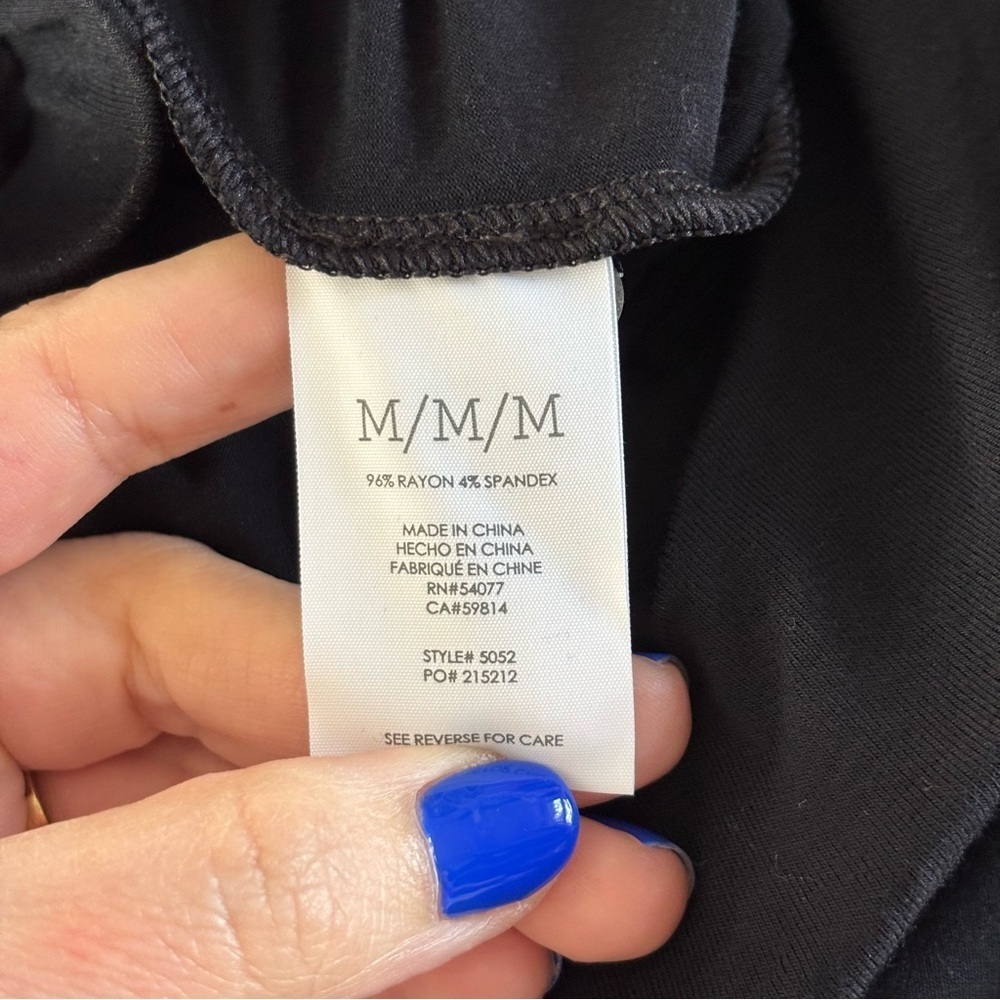 M/M/M
96% RAYON 4% SPANDEX
MADE IN CHINA
HECHO EN CHINA
FABRIQUÉ EN CHINE
RN#54077
CA#59814
STYLE# 5052
PO# 215212
SEE REVERSE FOR CARE